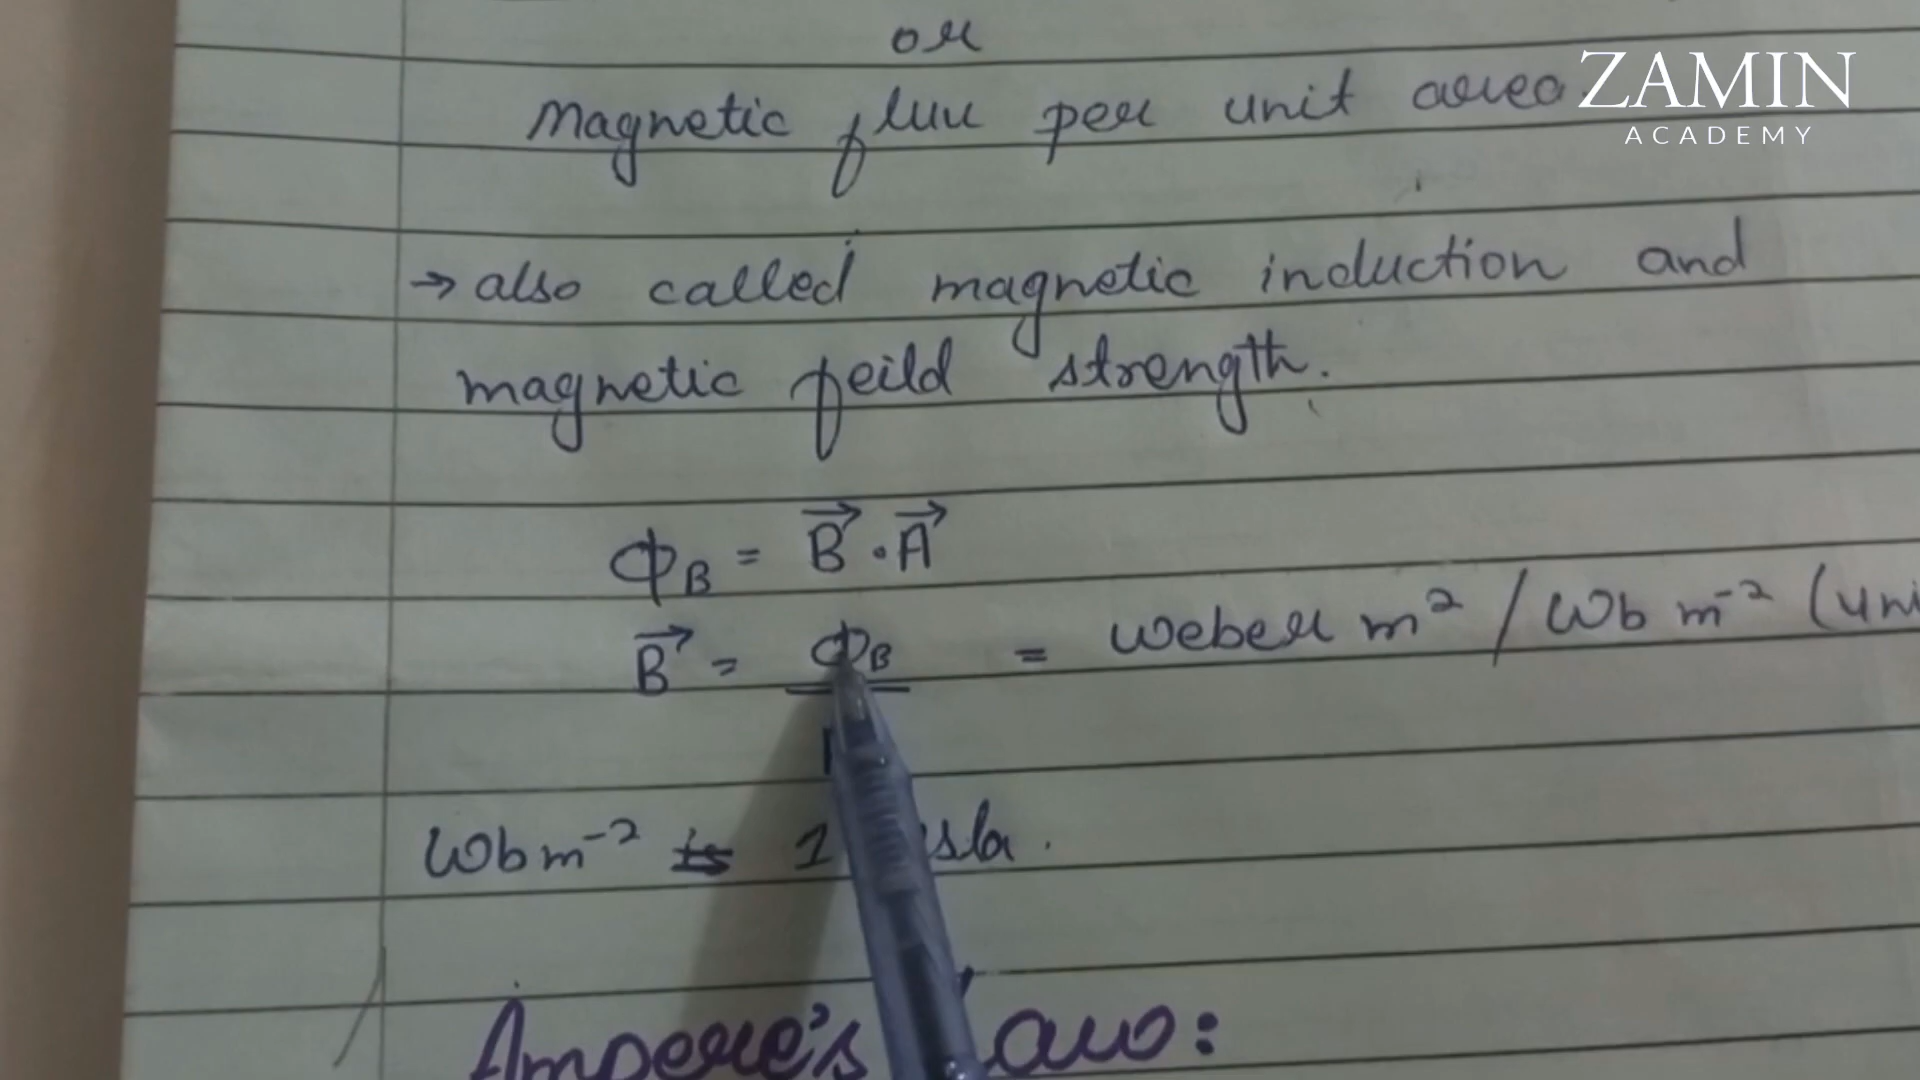 or
Magnetic flux per unit area.
ZAMIN
ACADEMY
→ also called magnetic induction and
magnetic feild strength.
ΦB = B⃗ · A⃗
B⃗ = ΦB = weber m² / Wb m⁻² (uni
Wb m⁻² is 1
Ampere's Law: